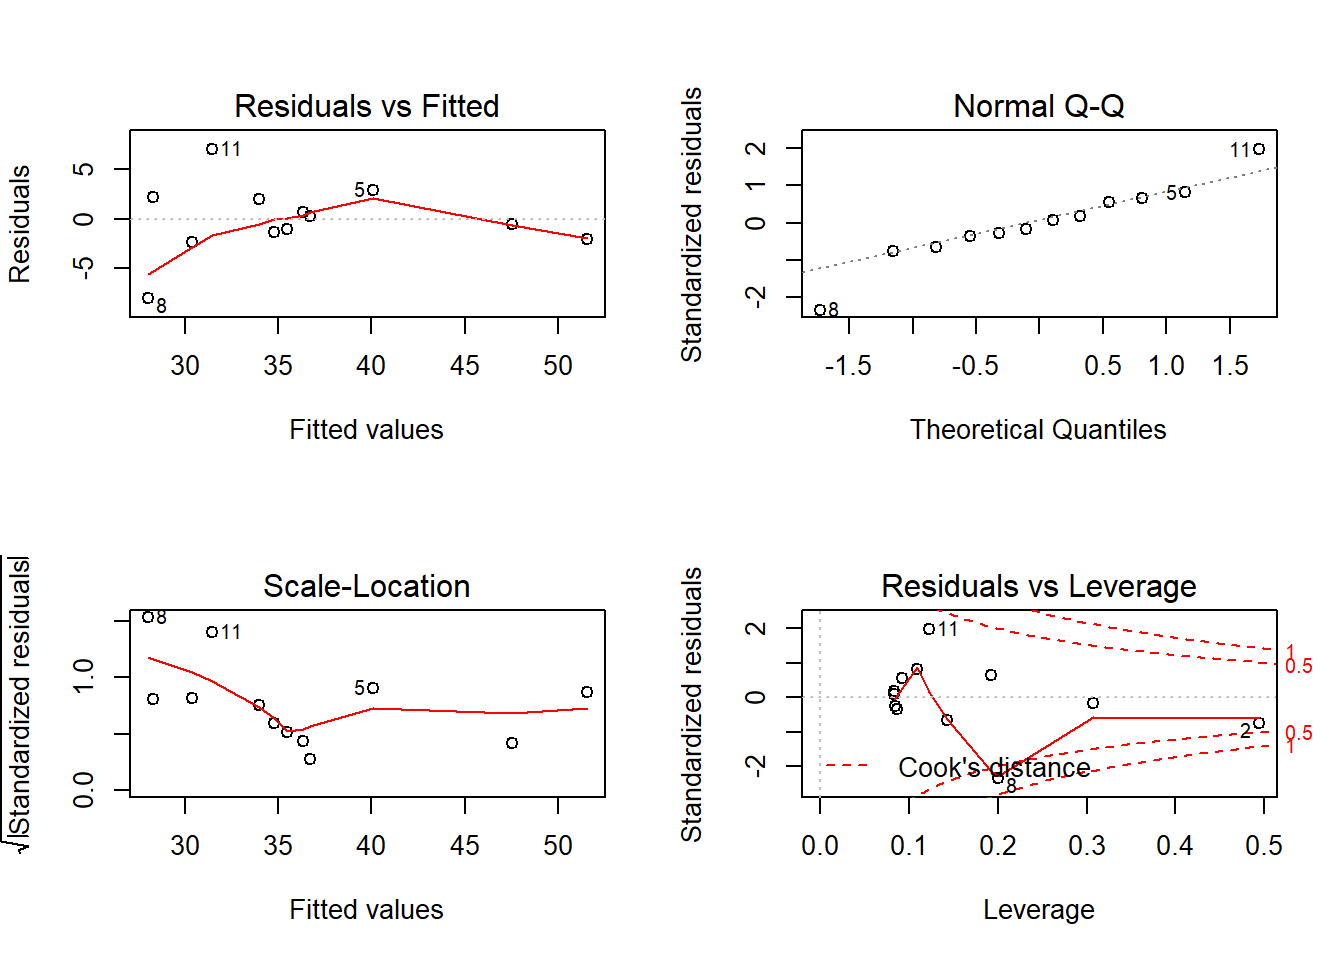 Residuals vs Fitted
Residuals
5
0
-5
11
5
8
30 35 40 45 50
Fitted values
Normal Q-Q
Standardized residuals
2
1
0
-2
11
5
8
-1.5 -0.5 0.5 1.0 1.5
Theoretical Quantiles
Scale-Location
√|Standardized residuals|
1.0
0.0
8
11
5
30 35 40 45 50
Fitted values
Residuals vs Leverage
Standardized residuals
2
0
-2
11
1
0.5
0.5
2
1
Cook's distance
8
0.0 0.1 0.2 0.3 0.4 0.5
Leverage